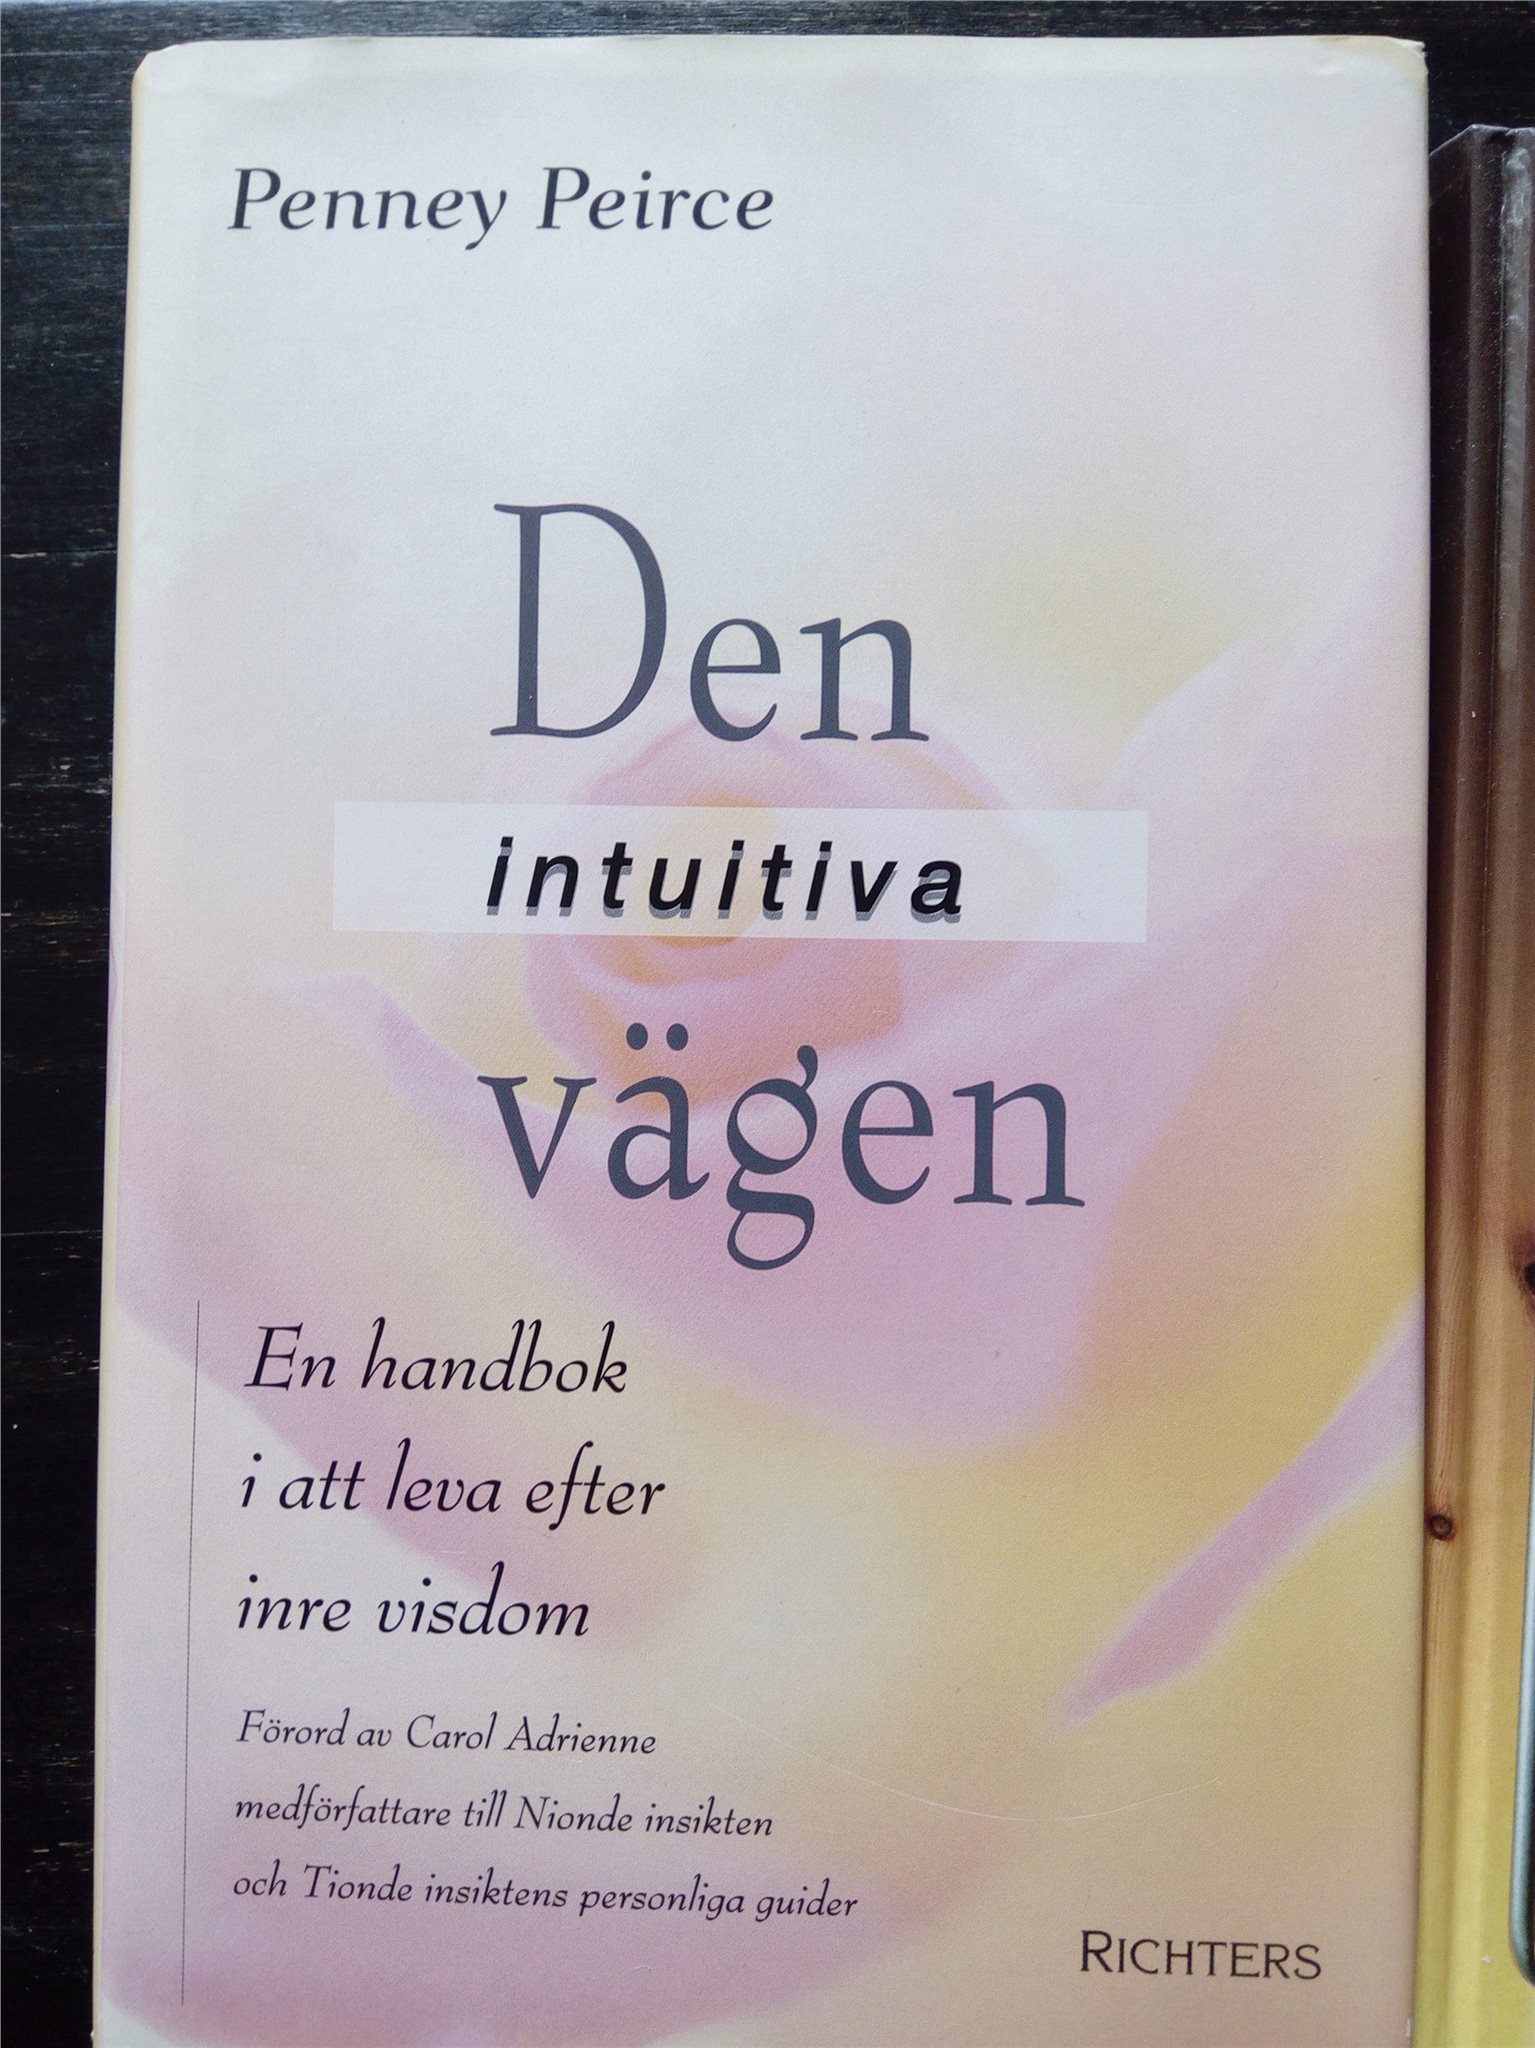 Penney Peirce
Den
intuitiva
vägen
En handbok
i att leva efter
inre visdom
Förord av Carol Adrienne
medförfattare till Nionde insikten
och Tionde insiktens personliga guider
RICHTERS